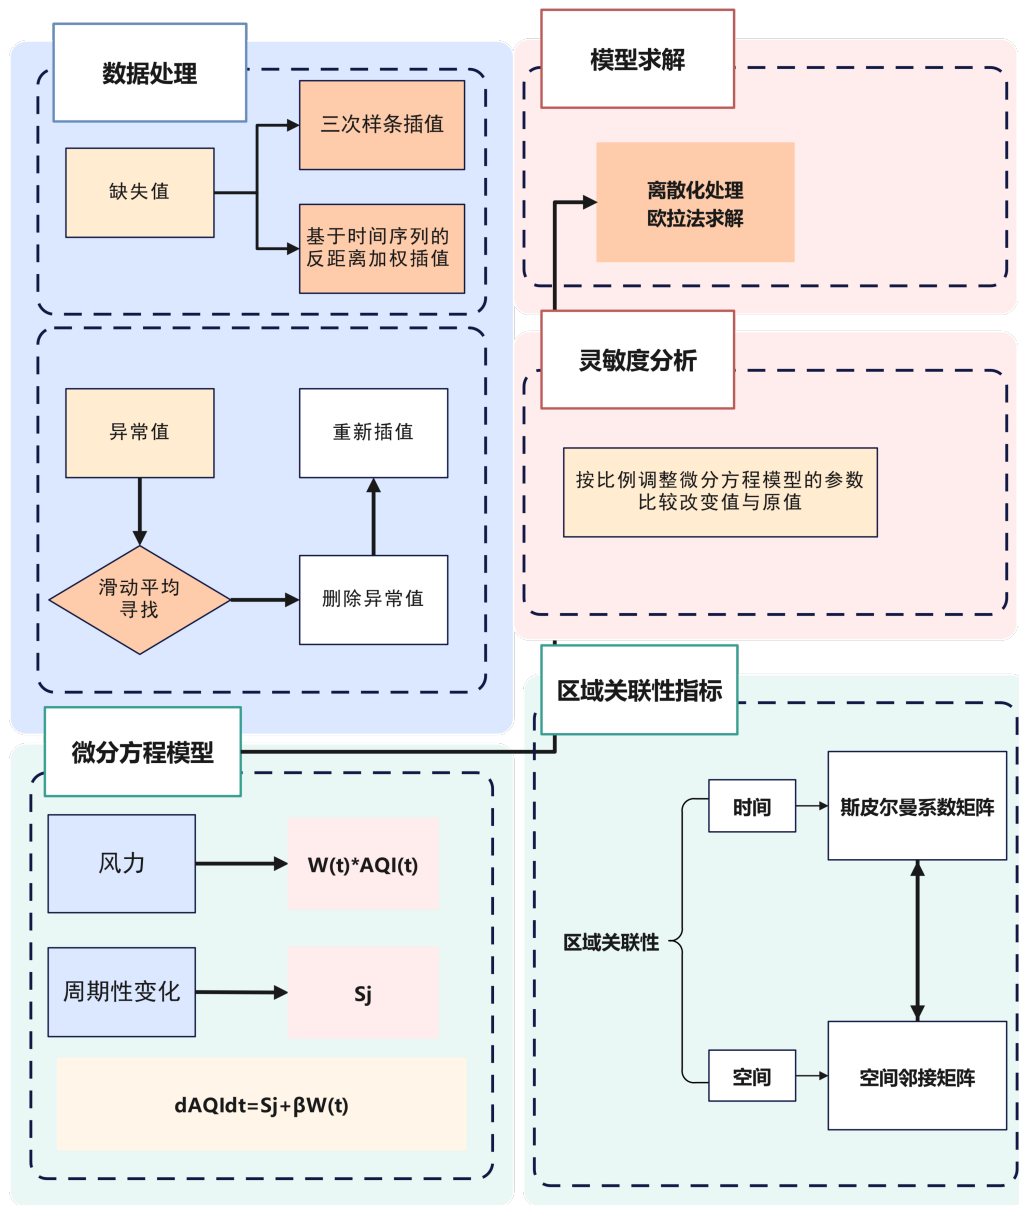 数据处理
缺失值
三次样条插值
基于时间序列的
反距离加权插值
异常值
重新插值
滑动平均
寻找
删除异常值
模型求解
离散化处理
欧拉法求解
灵敏度分析
按比例调整微分方程模型的参数
比较改变值与原值
微分方程模型
风力
W(t)*AQI(t)
周期性变化
Sj
dAQIdt=Sj+βW(t)
区域关联性指标
时间
斯皮尔曼系数矩阵
区域关联性
空间
空间邻接矩阵